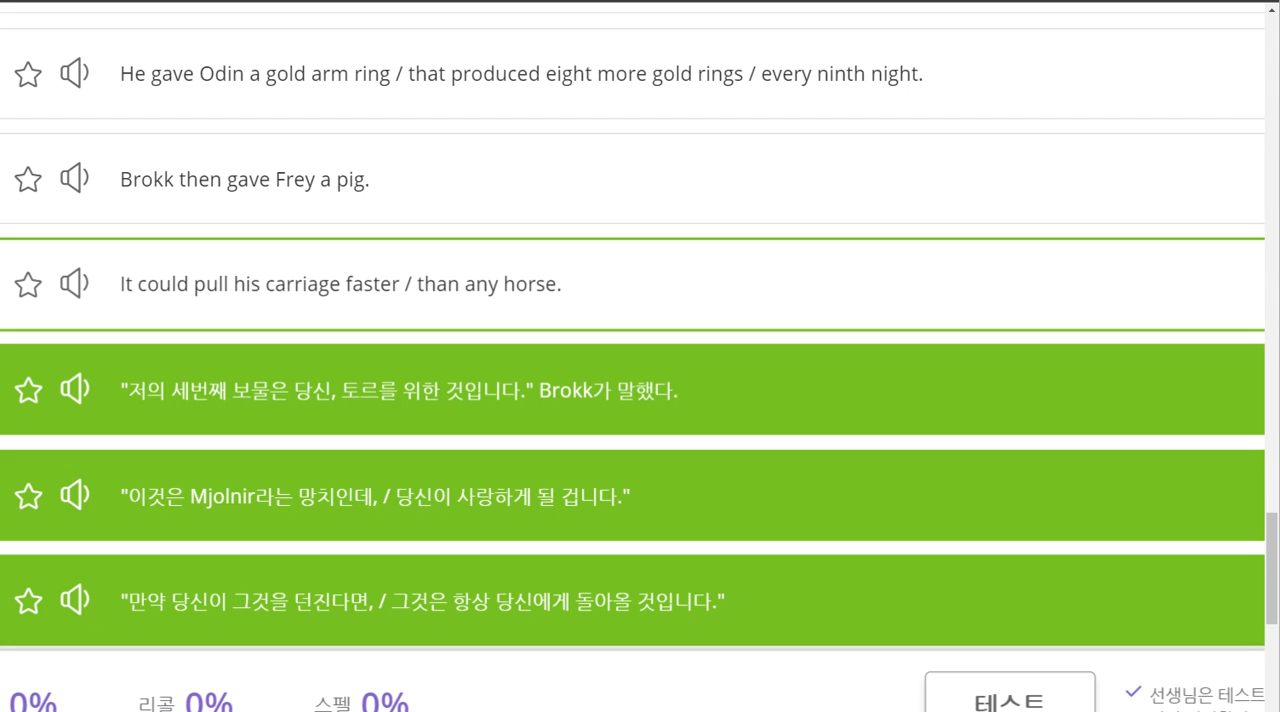 He gave Odin a gold arm ring / that produced eight more gold rings / every ninth night.
Brokk then gave Frey a pig.
It could pull his carriage faster / than any horse.
"저의 세번째 보물은 당신, 토르를 위한 것입니다." Brokk가 말했다.
"이것은 Mjolnir라는 망치인데, / 당신이 사랑하게 될 겁니다."
"만약 당신이 그것을 던진다면, / 그것은 항상 당신에게 돌아올 것입니다."
0% 리콜 0% 스펠 0% 테스트 선생님은 테스트